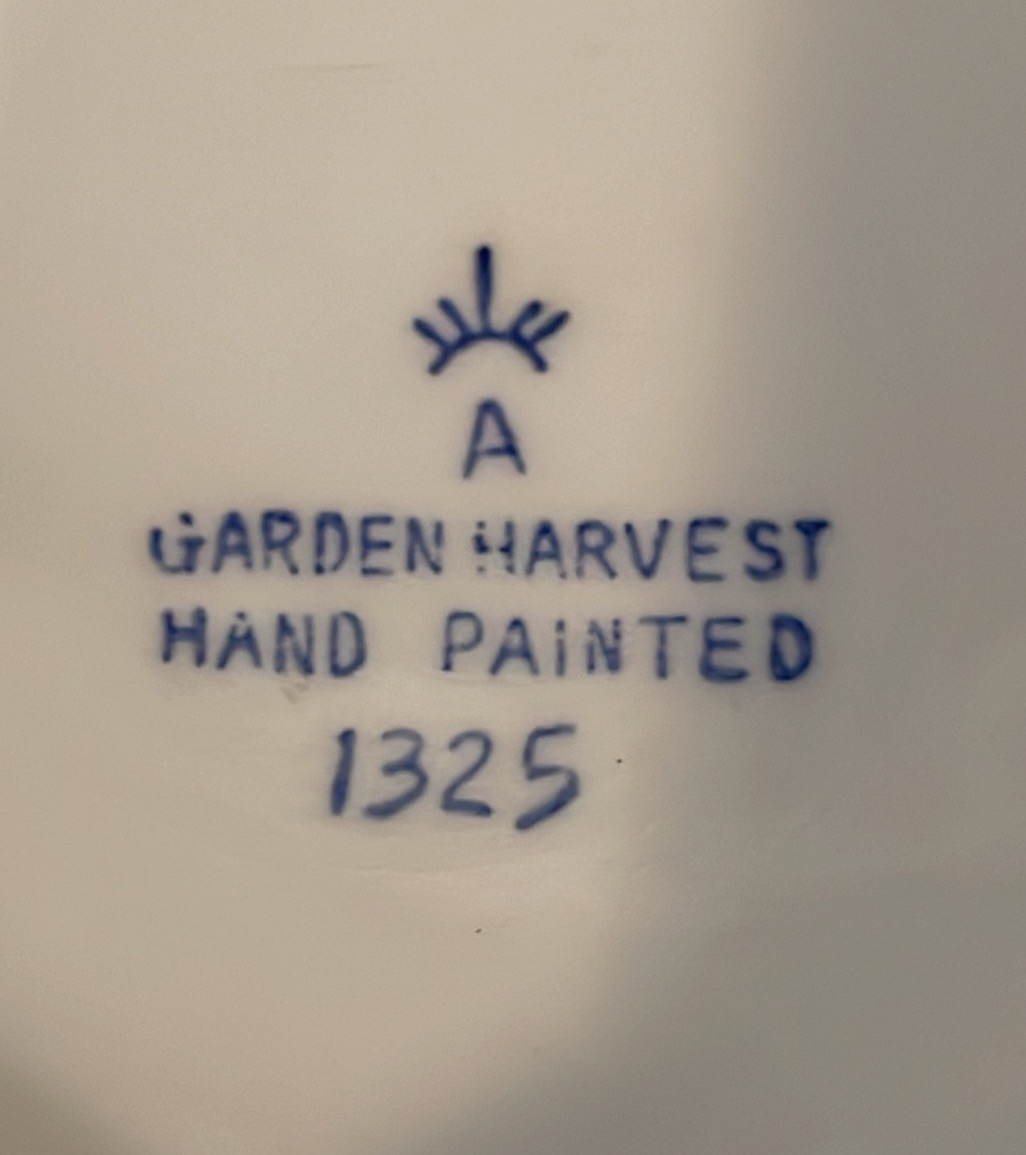 A
GARDEN HARVEST
HAND PAINTED
1325